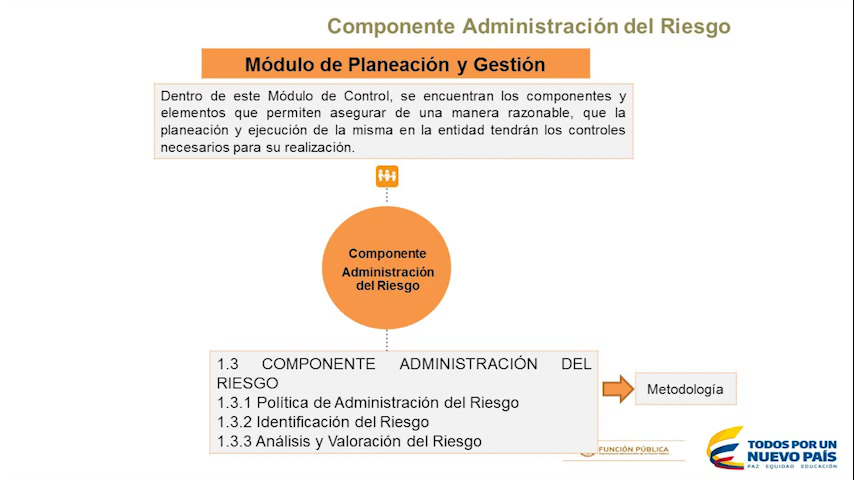 Componente Administración del Riesgo
Módulo de Planeación y Gestión
Dentro de este Módulo de Control, se encuentran los componentes y
elementos que permiten asegurar de una manera razonable, que la
planeación y ejecución de la misma en la entidad tendrán los controles
necesarios para su realización.
Componente
Administración
del Riesgo
1.3 COMPONENTE ADMINISTRACIÓN DEL
RIESGO
1.3.1 Política de Administración del Riesgo
1.3.2 Identificación del Riesgo
1.3.3 Análisis y Valoración del Riesgo
Metodología
FUNCIÓN PÚBLICA
TODOS POR UN
NUEVO PAÍS
PAZ EQUIDAD EDUCACIÓN